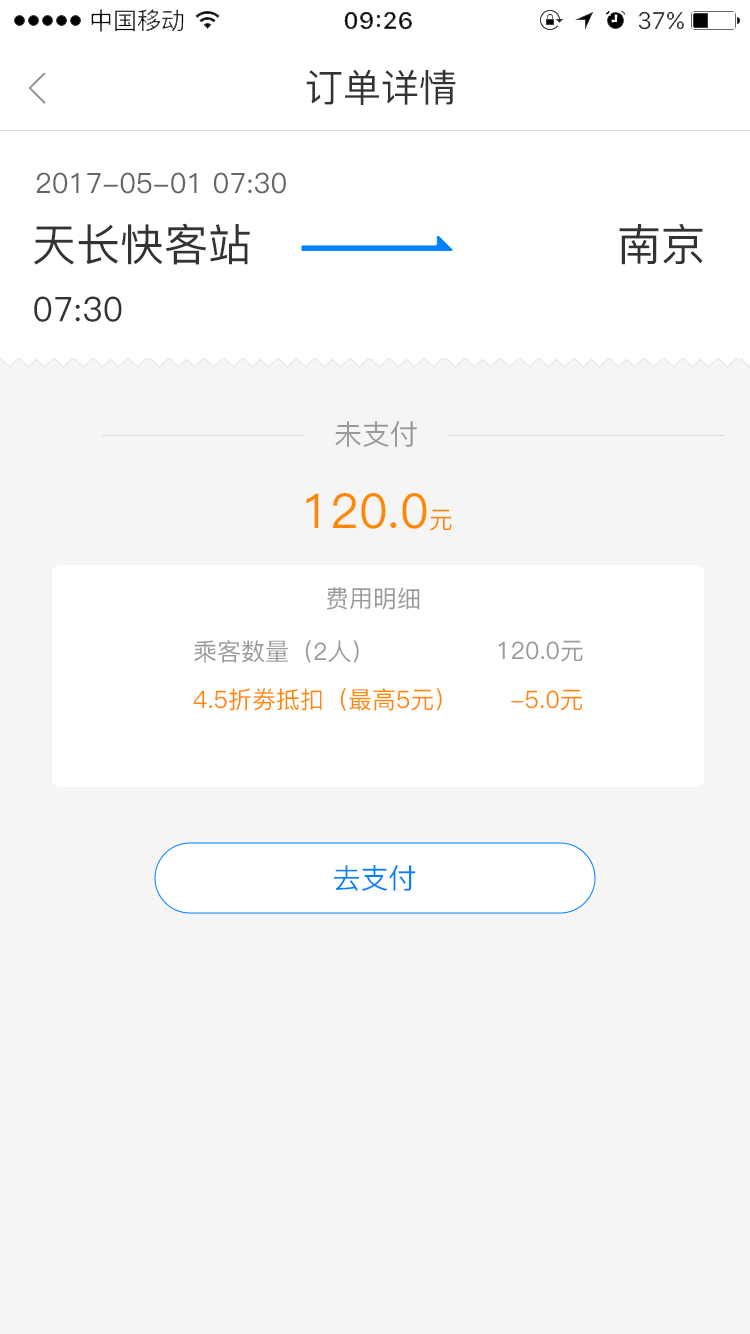 中国移动 09:26 37%
订单详情
2017-05-01 07:30
天长快客站 南京
07:30
未支付
120.0元
费用明细
乘客数量（2人） 120.0元
4.5折劵抵扣（最高5元） -5.0元
去支付